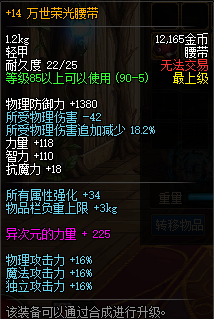 +14 万世荣光腰带
1.2kg 12,165金币
轻甲 腰带
耐久度 22/25 无法交易
等级85以上可以使用 (90-5) 最上级
物理防御力 +1380
所受物理伤害 -42
所受物理伤害追加减少 18.2%
力量 +118
智力 +110
抗魔力 +18
所有属性强化 +34
物品栏负重上限 +3kg
重量
转移物品
异次元的力量 + 225
物理攻击力 +16%
魔法攻击力 +16%
独立攻击力 +16%
该装备可以通过合成进行升级。